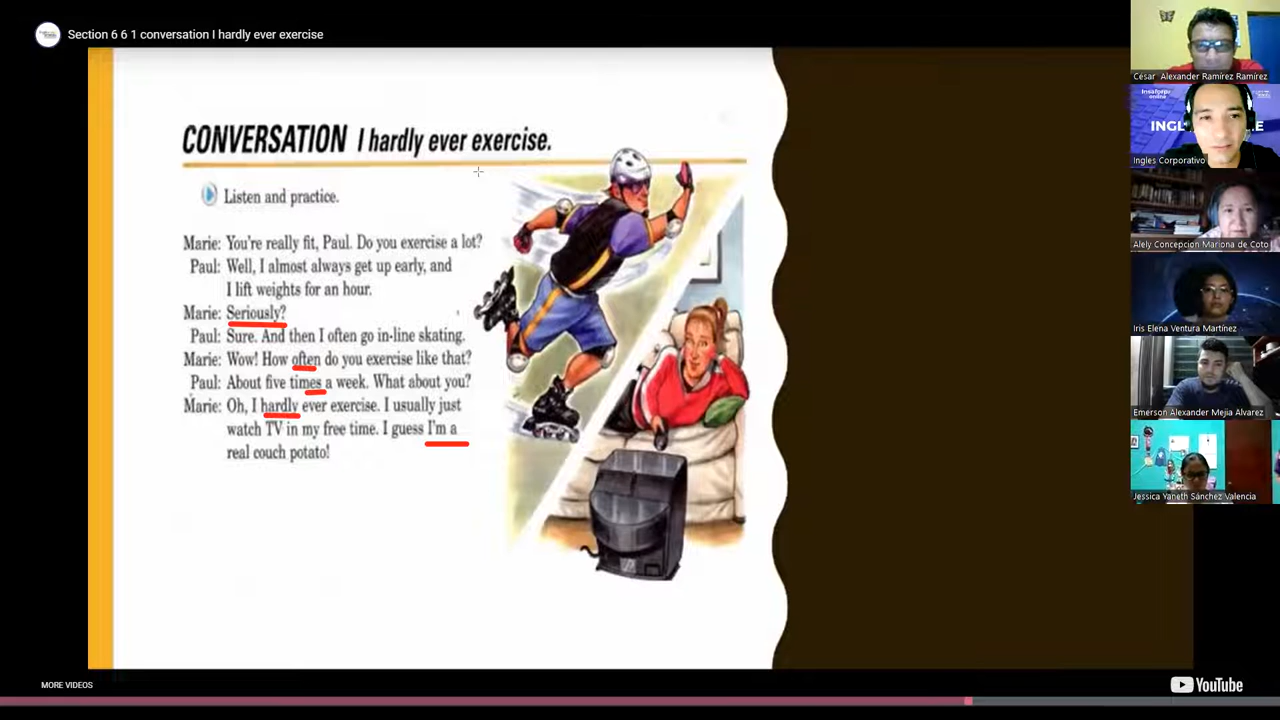 Section 6 6 1 conversation I hardly ever exercise
CONVERSATION I hardly ever exercise.
Listen and practice.
Marie: You're really fit, Paul. Do you exercise a lot?
Paul: Well, I almost always get up early, and
I lift weights for an hour.
Marie: Seriously?
Paul: Sure. And then I often go in-line skating.
Marie: Wow! How often do you exercise like that?
Paul: About five times a week. What about you?
Marie: Oh, I hardly ever exercise. I usually just
watch TV in my free time. I guess I'm a
real couch potato!
César Alexander Ramírez Ramírez
Insaforp
online
INGL
E
Ingles Corporativo
Alely Concepcion Mariona de Coto
Iris Elena Ventura Martínez
Emerson Alexander Mejia Alvarez
Jessica Yaneth Sánchez Valencia
MORE VIDEOS
YouTube